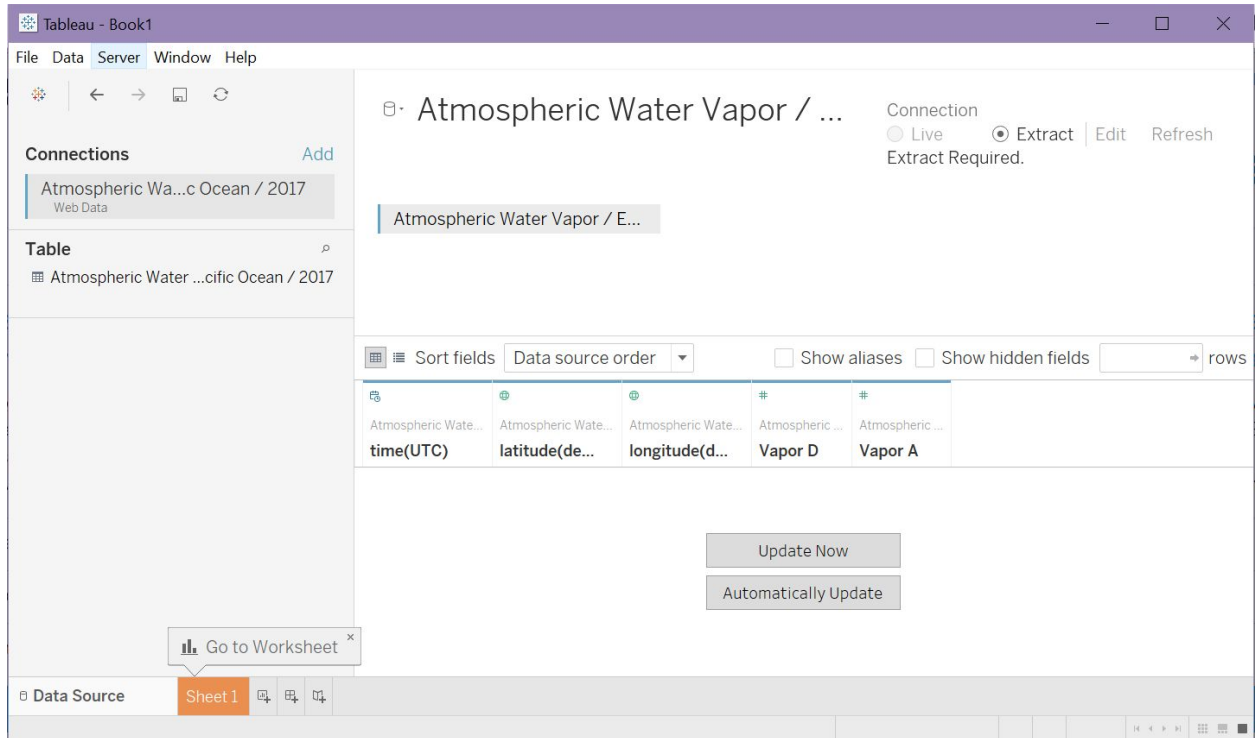 Tableau - Book1
File Data Server Window Help
Connections Add
Atmospheric Wa...c Ocean / 2017
Web Data
Table
Atmospheric Water ...cific Ocean / 2017
Atmospheric Water Vapor / ...
Connection
Live Extract Edit Refresh
Extract Required.
Atmospheric Water Vapor / E...
Sort fields Data source order Show aliases Show hidden fields rows
Atmospheric Wate... Atmospheric Wate... Atmospheric Wate... Atmospheric ... Atmospheric ...
time(UTC) latitude(de... longitude(d... Vapor D Vapor A
Update Now
Automatically Update
Go to Worksheet
Data Source Sheet 1